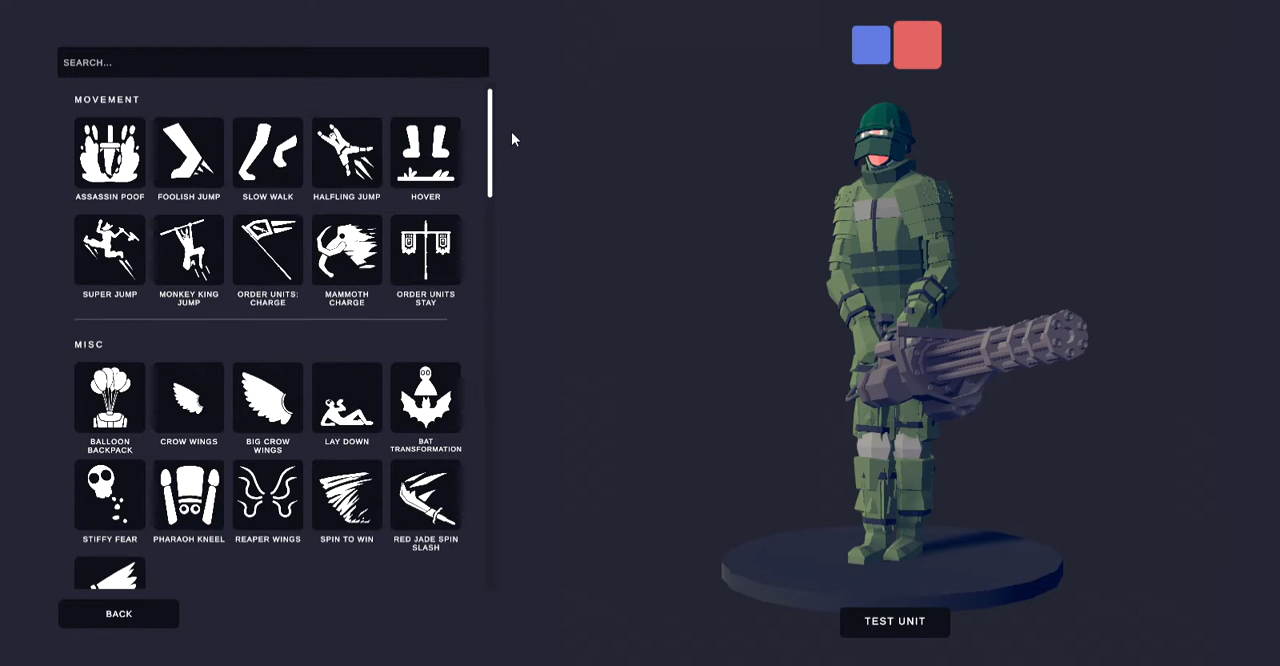 SEARCH...
MOVEMENT
ASSASSIN POOF
FOOLISH JUMP
SLOW WALK
HALFLING JUMP
HOVER
SUPER JUMP
MONKEY KING
JUMP
ORDER UNITS:
CHARGE
MAMMOTH
CHARGE
ORDER UNITS
STAY
MISC
BALLOON
BACKPACK
CROW WINGS
BIG CROW
WINGS
LAY DOWN
BAT
TRANSFORMATION
STIFFY FEAR
PHARAOH KNEEL
REAPER WINGS
SPIN TO WIN
RED JADE SPIN
SLASH
BACK
TEST UNIT